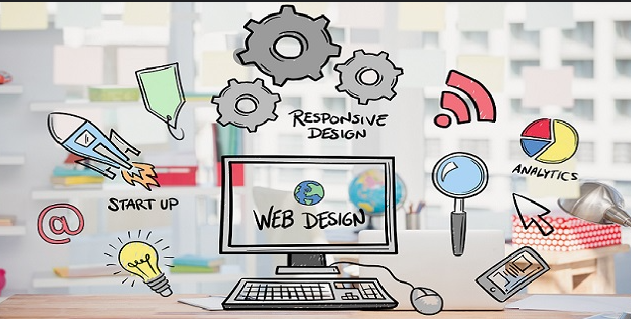 RESPONSIVE
DESIGN
ANALYTICS
START UP
WEB DESIGN
@